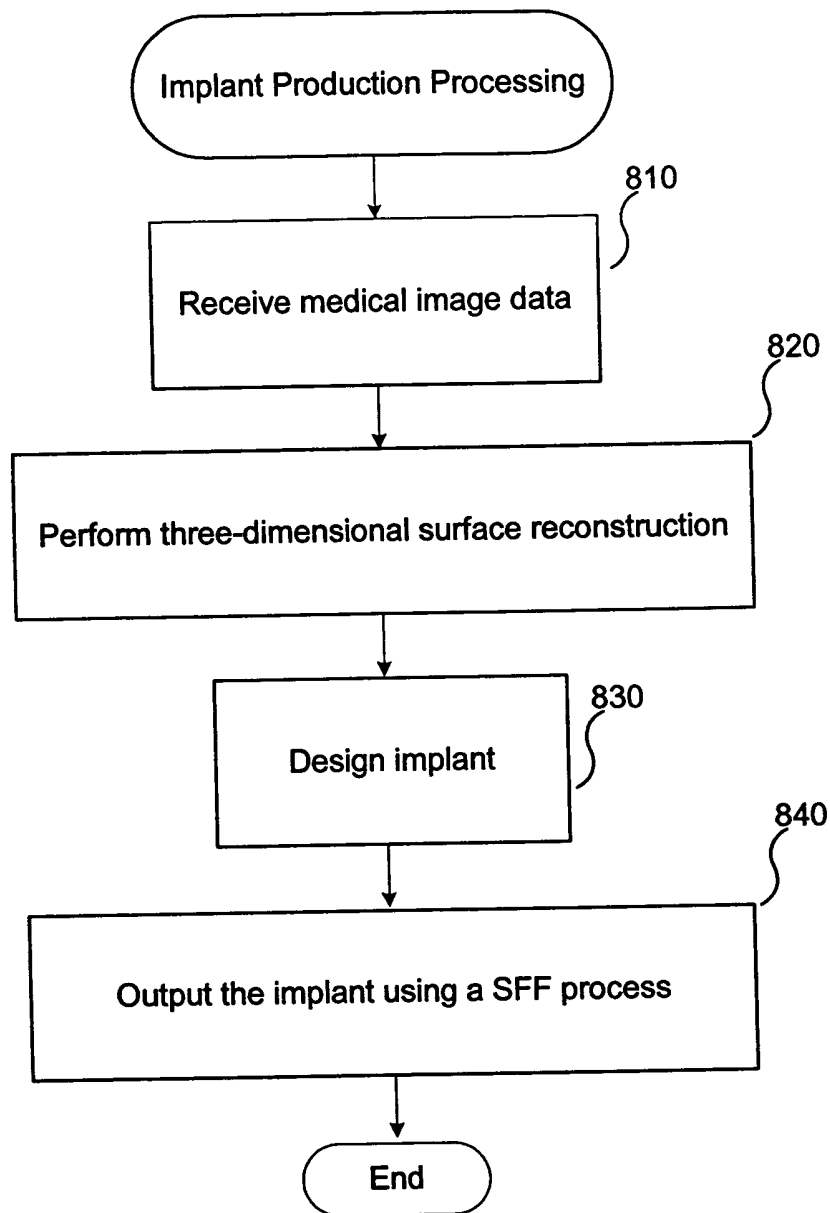 Implant Production Processing
810
Receive medical image data
820
Perform three-dimensional surface reconstruction
830
Design implant
840
Output the implant using a SFF process
End